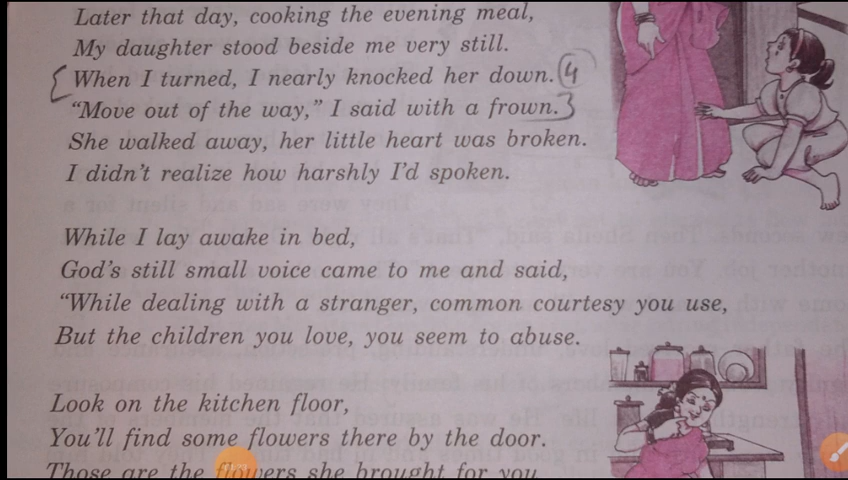 Later that day, cooking the evening meal,
My daughter stood beside me very still.
When I turned, I nearly knocked her down. (4
“Move out of the way,” I said with a frown.
She walked away, her little heart was broken.
I didn’t realize how harshly I’d spoken.
While I lay awake in bed,
God’s still small voice came to me and said,
“While dealing with a stranger, common courtesy you use,
But the children you love, you seem to abuse.
Look on the kitchen floor,
You’ll find some flowers there by the door.
Those are the flowers she brought for you